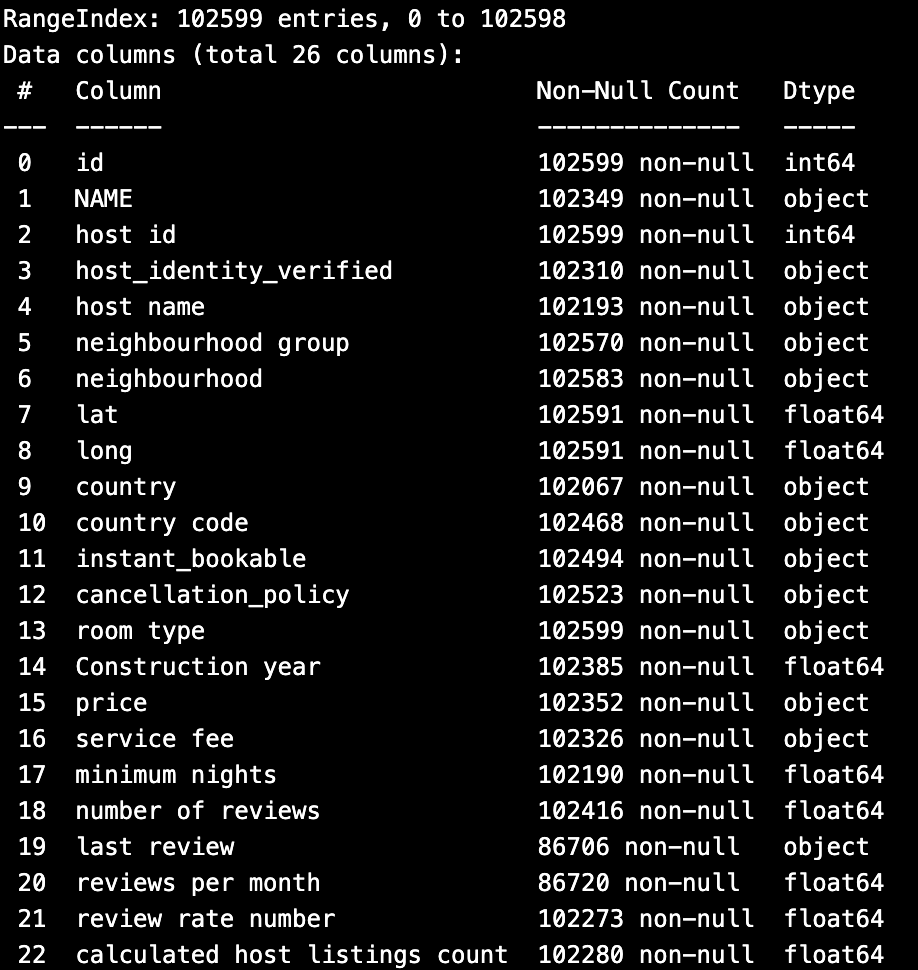 RangeIndex: 102599 entries, 0 to 102598
Data columns (total 26 columns):
 #   Column                          Non-Null Count   Dtype
---  ------                          --------------   -----
 0   id                              102599 non-null  int64
 1   NAME                            102349 non-null  object
 2   host id                         102599 non-null  int64
 3   host_identity_verified          102310 non-null  object
 4   host name                       102193 non-null  object
 5   neighbourhood group             102570 non-null  object
 6   neighbourhood                   102583 non-null  object
 7   lat                             102591 non-null  float64
 8   long                            102591 non-null  float64
 9   country                         102067 non-null  object
 10  country code                    102468 non-null  object
 11  instant_bookable                102494 non-null  object
 12  cancellation_policy             102523 non-null  object
 13  room type                       102599 non-null  object
 14  Construction year               102385 non-null  float64
 15  price                           102352 non-null  object
 16  service fee                     102326 non-null  object
 17  minimum nights                  102190 non-null  float64
 18  number of reviews               102416 non-null  float64
 19  last review                     86706 non-null   object
 20  reviews per month               86720 non-null   float64
 21  review rate number              102273 non-null  float64
 22  calculated host listings count  102280 non-null  float64